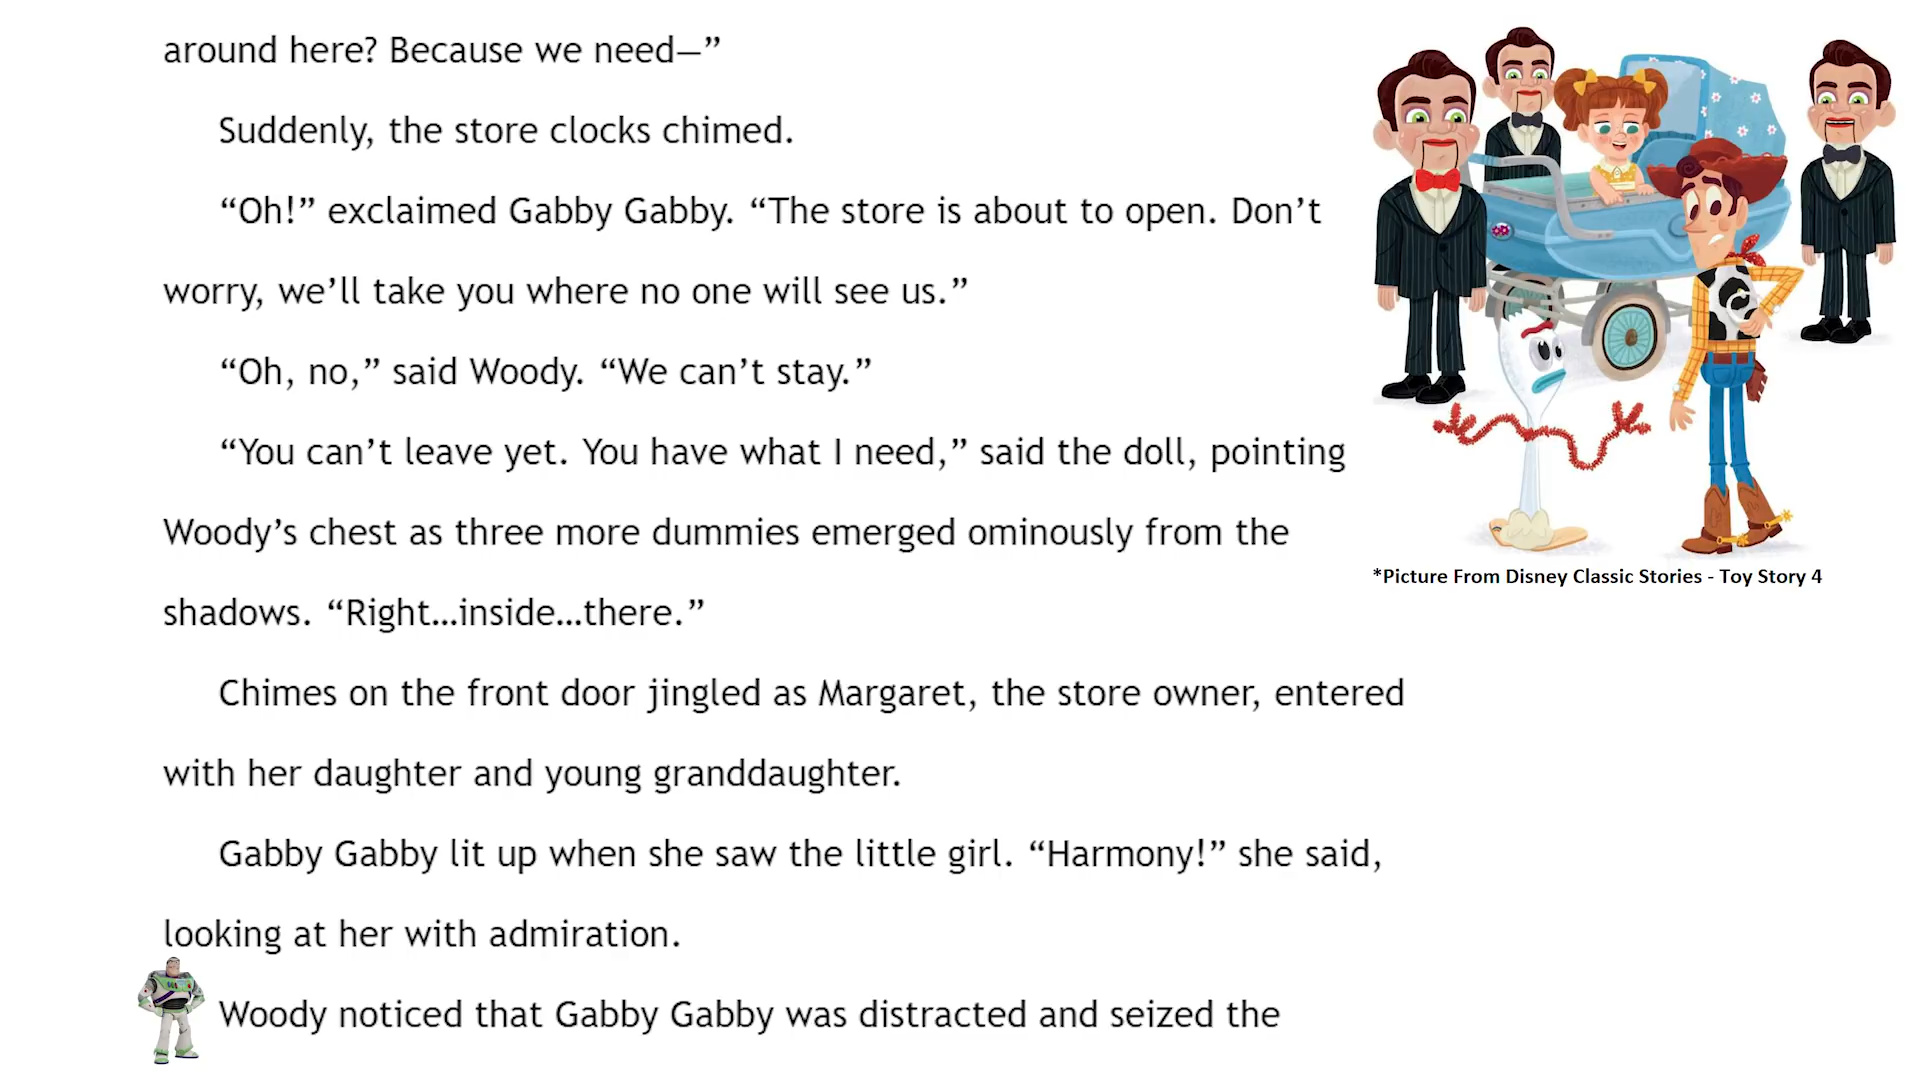 around here? Because we need—”
Suddenly, the store clocks chimed.
“Oh!” exclaimed Gabby Gabby. “The store is about to open. Don’t
worry, we’ll take you where no one will see us.”
“Oh, no,” said Woody. “We can’t stay.”
“You can’t leave yet. You have what I need,” said the doll, pointing
Woody’s chest as three more dummies emerged ominously from the
shadows. “Right...inside...there.”
Chimes on the front door jingled as Margaret, the store owner, entered
with her daughter and young granddaughter.
Gabby Gabby lit up when she saw the little girl. “Harmony!” she said,
looking at her with admiration.
Woody noticed that Gabby Gabby was distracted and seized the
*Picture From Disney Classic Stories - Toy Story 4